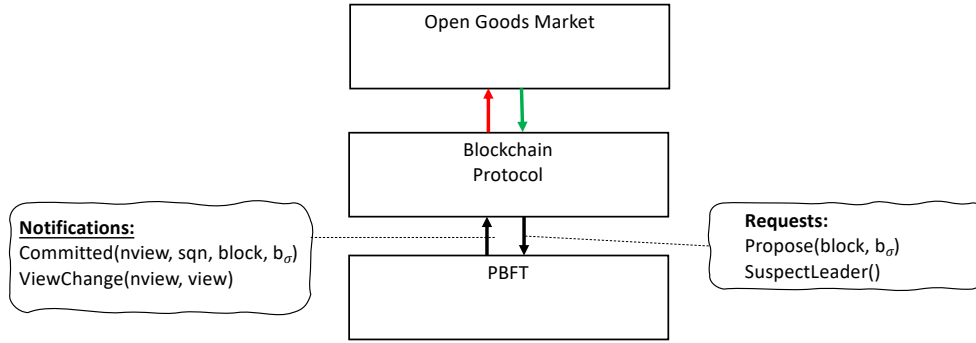 Open Goods Market
Blockchain
Protocol
Notifications:
Committed(nview, sqn, block, bσ)
ViewChange(nview, view)
Requests:
Propose(block, bσ)
SuspectLeader()
PBFT